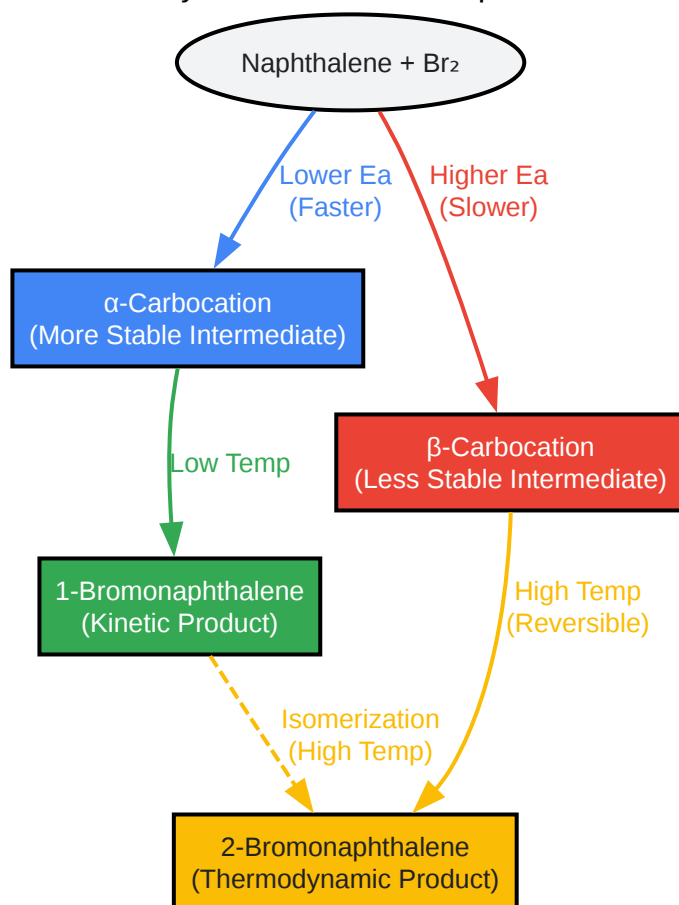 Naphthalene + Br₂
Lower Ea
(Faster)
Higher Ea
(Slower)
α-Carbocation
(More Stable Intermediate)
β-Carbocation
(Less Stable Intermediate)
Low Temp
1-Bromonaphthalene
(Kinetic Product)
High Temp
(Reversible)
Isomerization
(High Temp)
2-Bromonaphthalene
(Thermodynamic Product)